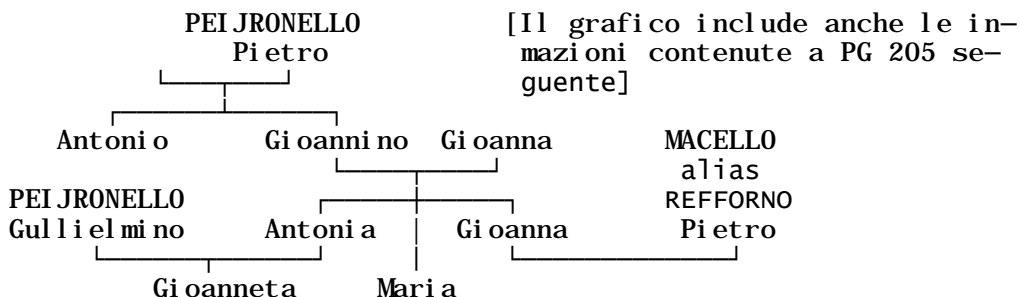 PEIJRONELLO [Il grafico include anche le in–
Pietro mazioni contenute a PG 205 se–
guente]
Antonio Gioannino Gioanna MACELLO
alias
PEIJRONELLO REFFORNO
Gullielmino Antonia Gioanna Pietro
Gioanneta Maria